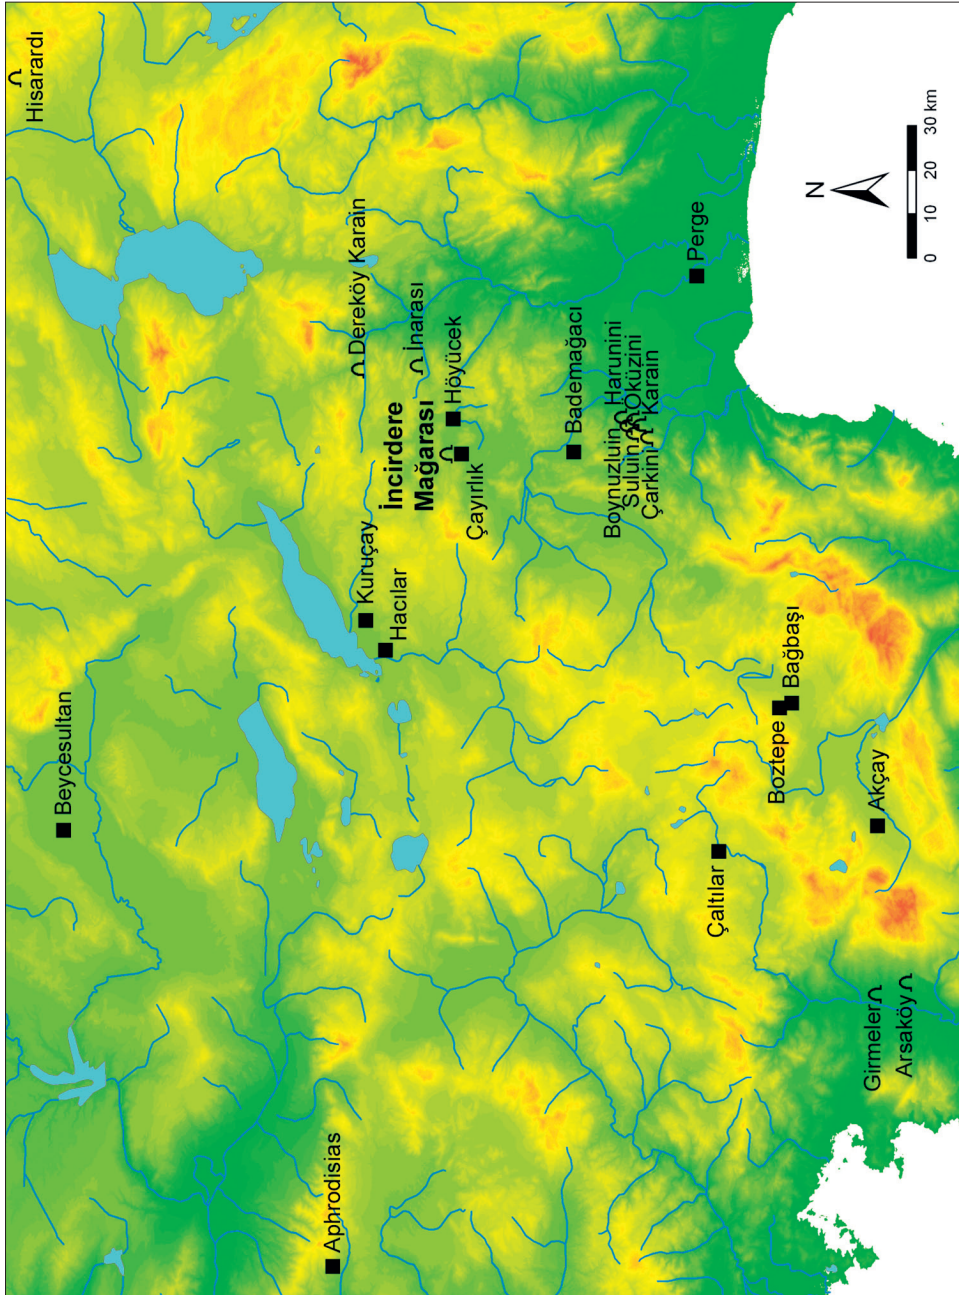 Hisarardı
Beycesultan
Aphrodisias
Dereköy Karain
Kuruçay
Hacılar
İncirdere
Mağarası
İnarası
Höyücek
Çayırlık
Bademağacı
Boynuzluin Harunini
Suluin Öküzini
Çarkini Karain
Perge
Çaltılar
Boztepe
Bağbaşı
N
Girmeler
Akçay
Arsaköy
0 10 20 30 km